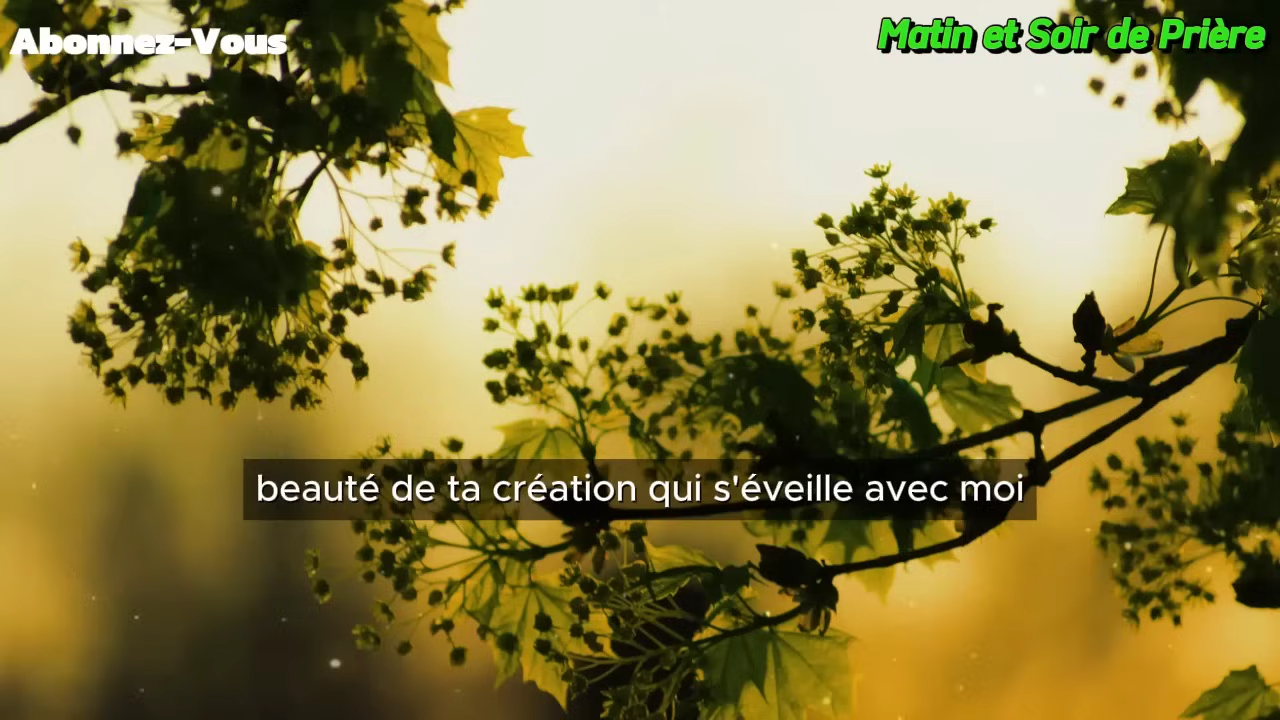 Abonnez-Vous
Matin et Soir de Prière
beauté de ta création qui s'éveille avec moi